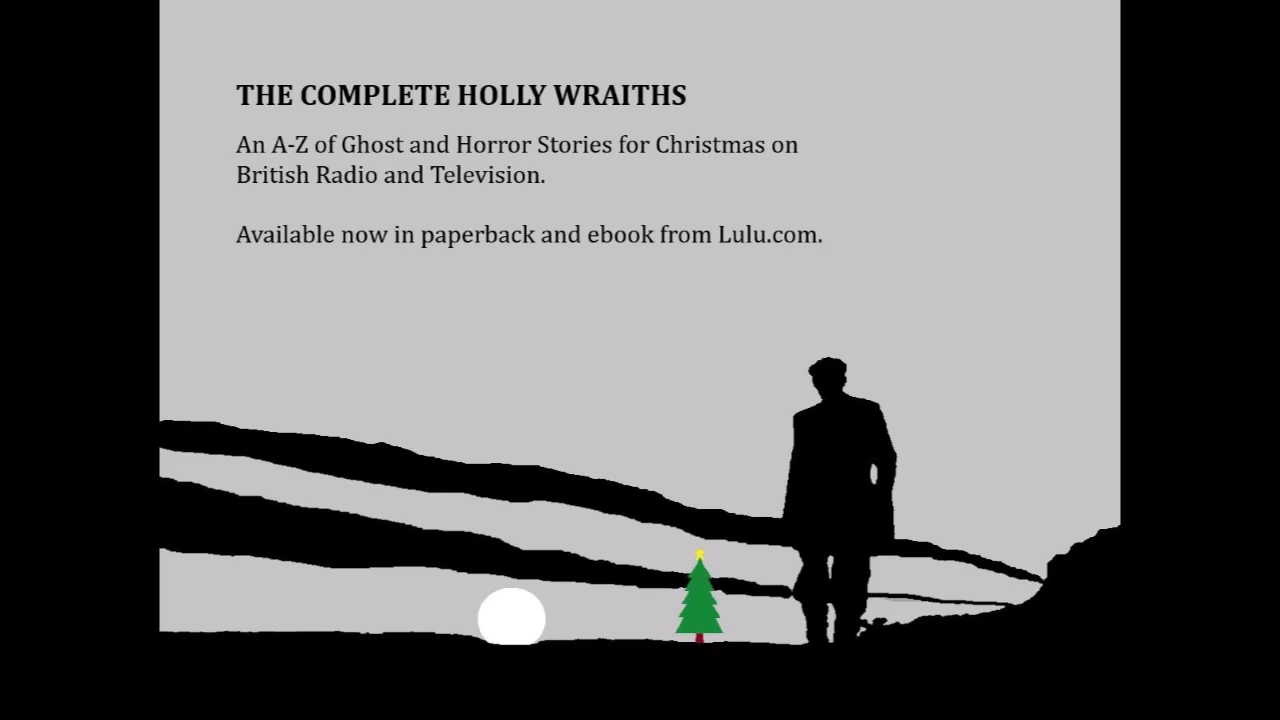 THE COMPLETE HOLLY WRAITHS
An A-Z of Ghost and Horror Stories for Christmas on
British Radio and Television.
Available now in paperback and ebook from Lulu.com.